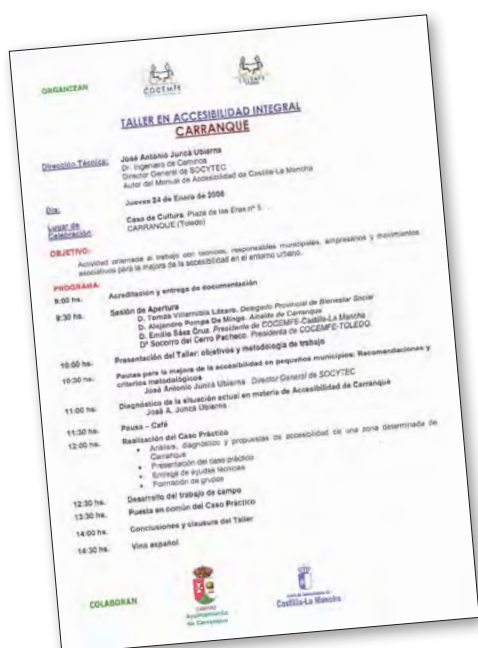 ORGANIZAN
COCEMFE
COCEMFE
TALLER EN ACCESIBILIDAD INTEGRAL
CARRANQUE
Dirección Técnica:
José Antonio Juncà Ubierna
Dr. Ingeniero de Caminos
Director General de SOCYTEC
Autor del Manual de Accesibilidad de Castilla-La Mancha
Día:
Jueves 24 de Enero de 2008
Lugar de
Celebración:
Casa de Cultura. Plaza de las Eras nº 5.
CARRANQUE (Toledo)
OBJETIVO:
Actividad orientada al trabajo con técnicos, responsables municipales, empresarios y movimientos
asociativos para la mejora de la accesibilidad en el entorno urbano.
PROGRAMA:
9:00 hs. Acreditación y entrega de documentación
9:30 hs. Sesión de Apertura
D. Tomás Villarrubia Lázaro. Delegado Provincial de Bienestar Social
D. Alejandro Pompa De Mingo. Alcalde de Carranque
D. Emilio Sáez Cruz. Presidente de COCEMFE-Castilla-La Mancha
Dª Socorro del Cerro Pacheco. Presidenta de COCEMFE-TOLEDO.
10:00 hs. Presentación del Taller: objetivos y metodología de trabajo
10:30 hs. Pautas para la mejora de la accesibilidad en pequeños municipios: Recomendaciones y
criterios metodológicos
José Antonio Juncà Ubierna. Director General de SOCYTEC
11:00 hs. Diagnóstico de la situación actual en materia de Accesibilidad de Carranque
José A. Juncà Ubierna.
11:30 hs. Pausa – Café
12:00 hs. Realización del Caso Práctico
• Análisis, diagnóstico y propuestas de accesibilidad de una zona determinada de
Carranque
• Presentación del caso práctico
• Entrega de ayudas técnicas
• Formación de grupos
12:30 hs. Desarrollo del trabajo de campo
13:30 hs. Puesta en común del Caso Práctico
14:00 hs. Conclusiones y clausura del Taller
14:30 hs. Vino español
COLABORAN
Ayuntamiento
de Carranque
Castilla-La Mancha